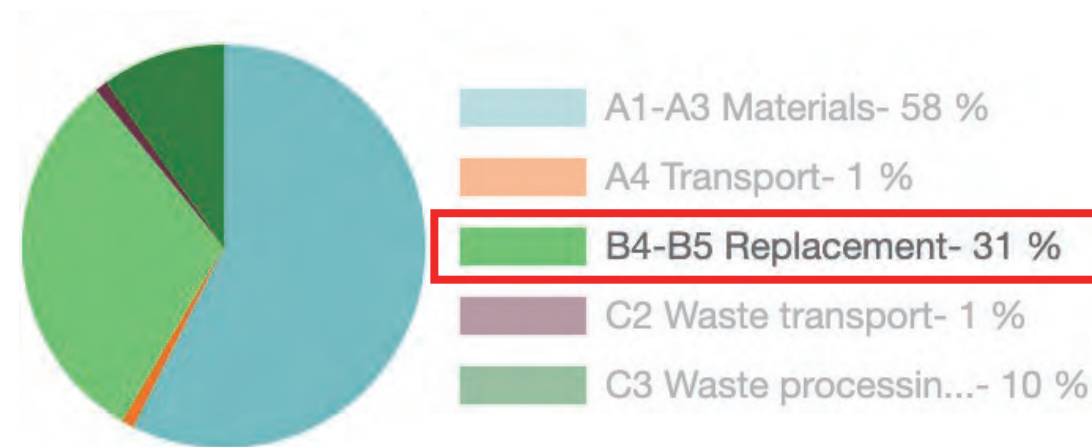 A1-A3 Materials- 58 %
A4 Transport- 1 %
B4-B5 Replacement- 31 %
C2 Waste transport- 1 %
C3 Waste processin...- 10 %